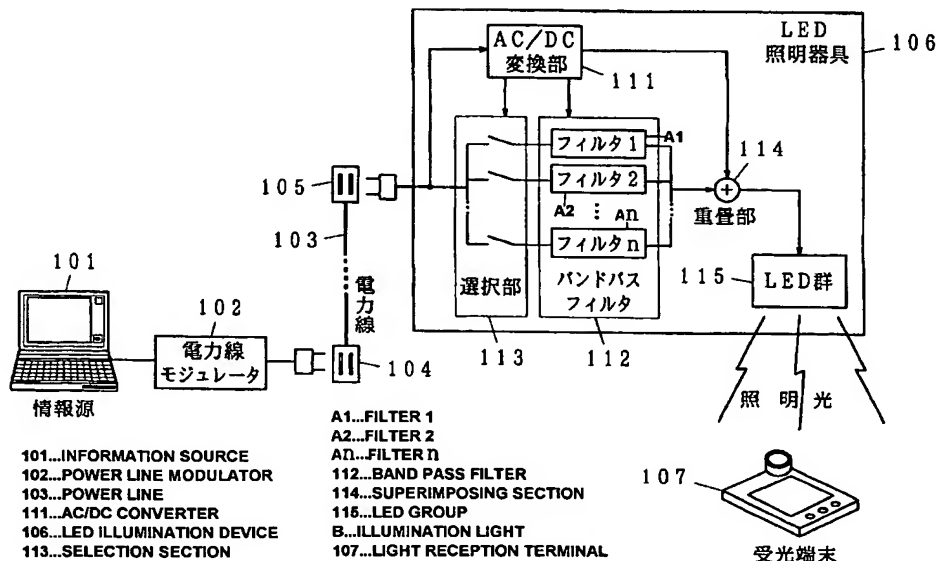 LED
照明器具
106
AC/DC
変換部
111
フィルタ1
A1
114
105
フィルタ2
A2
An
重畳部
103
フィルタn
101
選択部
バンドパス
フィルタ
115
LED群
102
電力線
113
112
電力線
モジュレータ
104
照明光
情報源
107
受光端末
A1...FILTER 1
A2...FILTER 2
An...FILTER n
101...INFORMATION SOURCE
112...BAND PASS FILTER
102...POWER LINE MODULATOR
114...SUPERIMPOSING SECTION
103...POWER LINE
115...LED GROUP
111...AC/DC CONVERTER
B...ILLUMINATION LIGHT
106...LED ILLUMINATION DEVICE
107...LIGHT RECEPTION TERMINAL
113...SELECTION SECTION